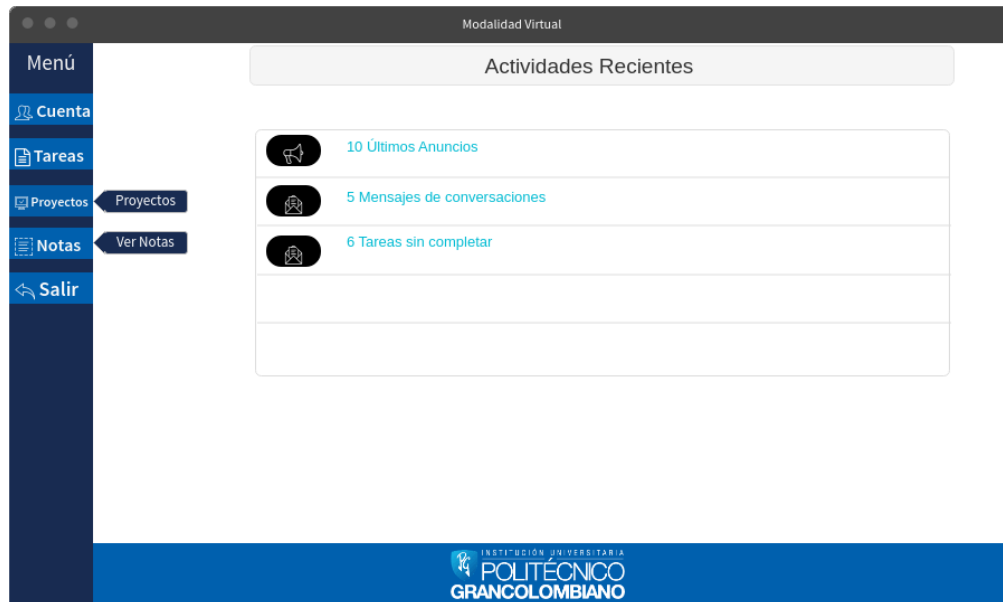 Modalidad Virtual
Menú
Actividades Recientes
Cuenta
Tareas
Proyectos
Proyectos
Notas
Ver Notas
Salir
10 Últimos Anuncios
5 Mensajes de conversaciones
6 Tareas sin completar
INSTITUCIÓN UNIVERSITARIA
POLITÉCNICO
GRANCOLOMBIANO